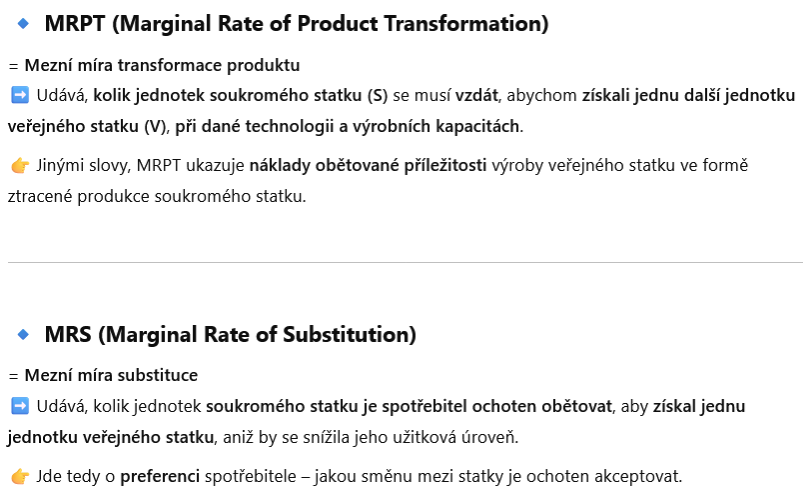 🔹 MRPT (Marginal Rate of Product Transformation)
= Mezní míra transformace produktu
➡️ Udává, kolik jednotek soukromého statku (S) se musí vzdát, abychom získali jednu další jednotku
veřejného statku (V), při dané technologii a výrobních kapacitách.
👉 Jinými slovy, MRPT ukazuje náklady obětované příležitosti výroby veřejného statku ve formě
ztracené produkce soukromého statku.
🔹 MRS (Marginal Rate of Substitution)
= Mezní míra substituce
➡️ Udává, kolik jednotek soukromého statku je spotřebitel ochoten obětovat, aby získal jednu
jednotku veřejného statku, aniž by se snížila jeho užitková úroveň.
👉 Jde tedy o preferenci spotřebitele – jakou směnu mezi statky je ochoten akceptovat.